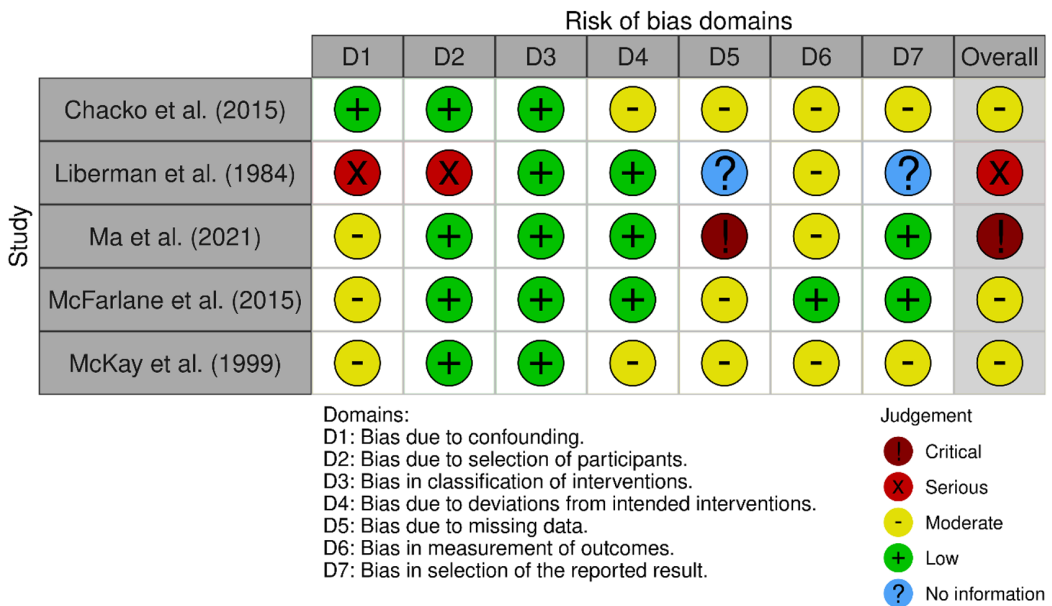 Risk of bias domains
D1 D2 D3 D4 D5 D6 D7 Overall
Study
Chacko et al. (2015) + + + - - - - -
Liberman et al. (1984) X X + + ? - ? X
Ma et al. (2021) - + + + ! - + !
McFarlane et al. (2015) - + + + - + + -
McKay et al. (1999) - + + - - - - -
Domains:
D1: Bias due to confounding.
D2: Bias due to selection of participants.
D3: Bias in classification of interventions.
D4: Bias due to deviations from intended interventions.
D5: Bias due to missing data.
D6: Bias in measurement of outcomes.
D7: Bias in selection of the reported result.
Judgement
! Critical
X Serious
- Moderate
+ Low
? No information